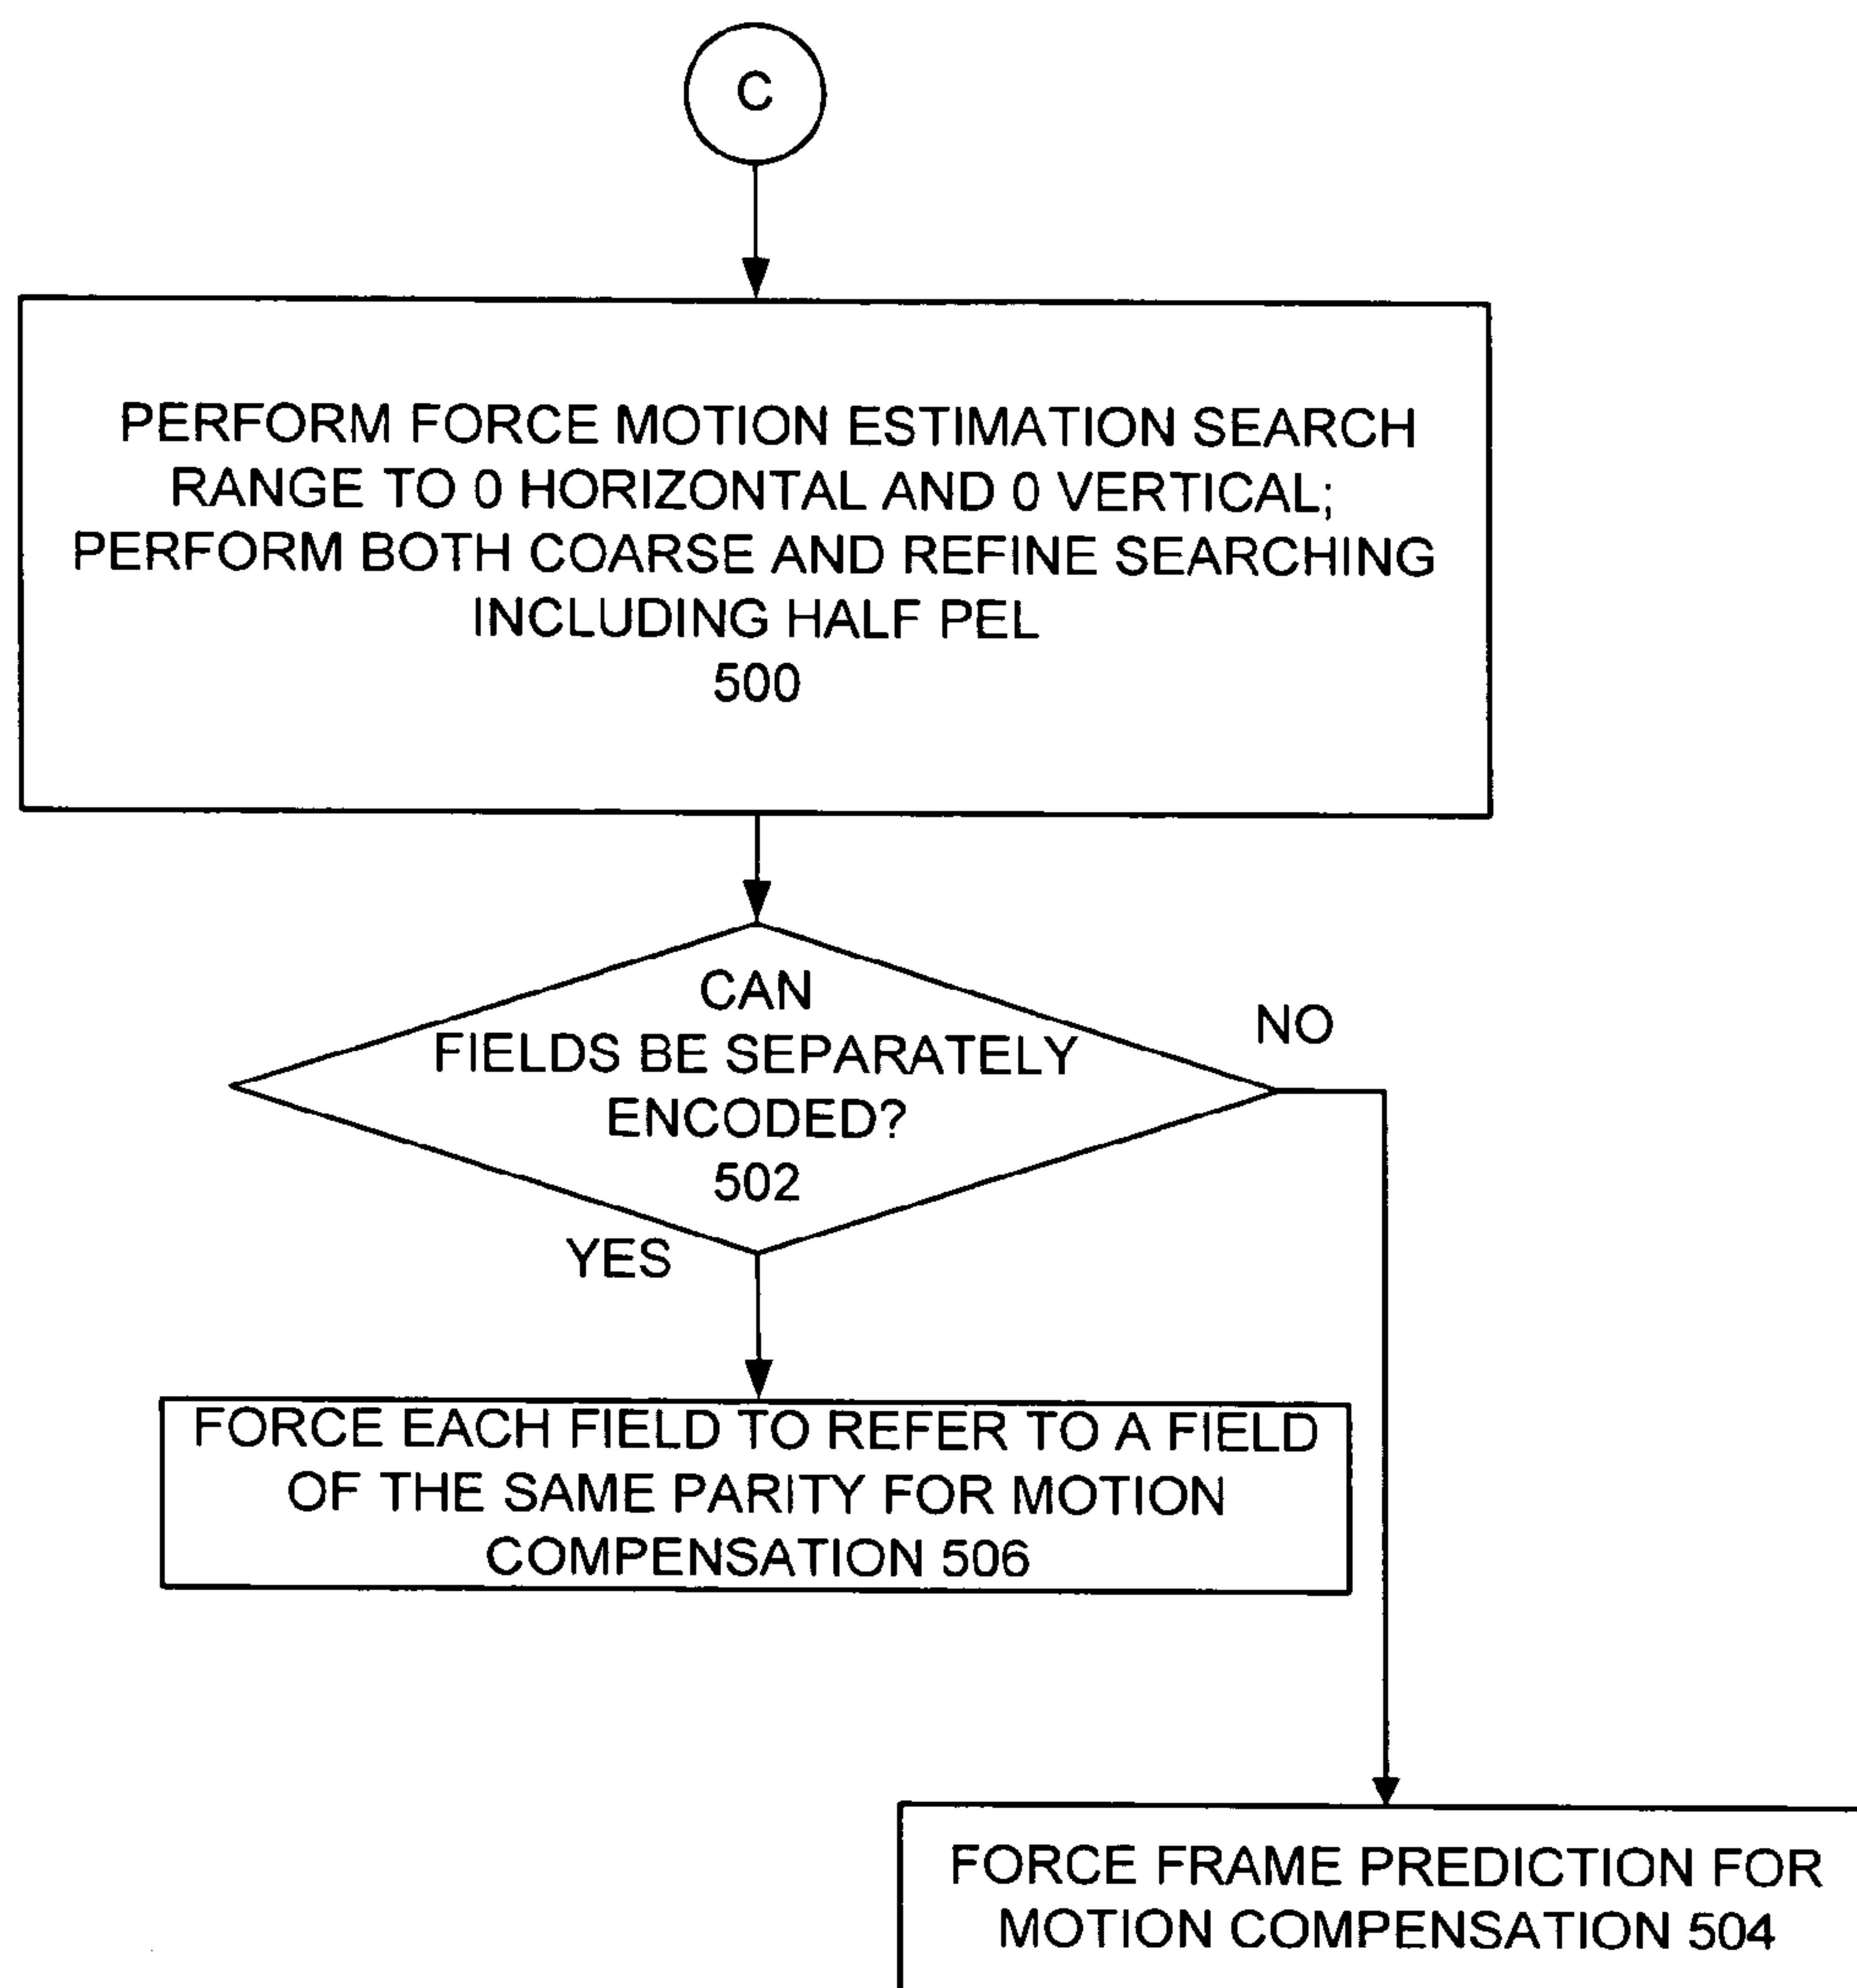 C
PERFORM FORCE MOTION ESTIMATION SEARCH
RANGE TO 0 HORIZONTAL AND 0 VERTICAL;
PERFORM BOTH COARSE AND REFINE SEARCHING
INCLUDING HALF PEL
500
CAN
FIELDS BE SEPARATELY
ENCODED?
502
NO
YES
FORCE EACH FIELD TO REFER TO A FIELD
OF THE SAME PARITY FOR MOTION
COMPENSATION 506
FORCE FRAME PREDICTION FOR
MOTION COMPENSATION 504